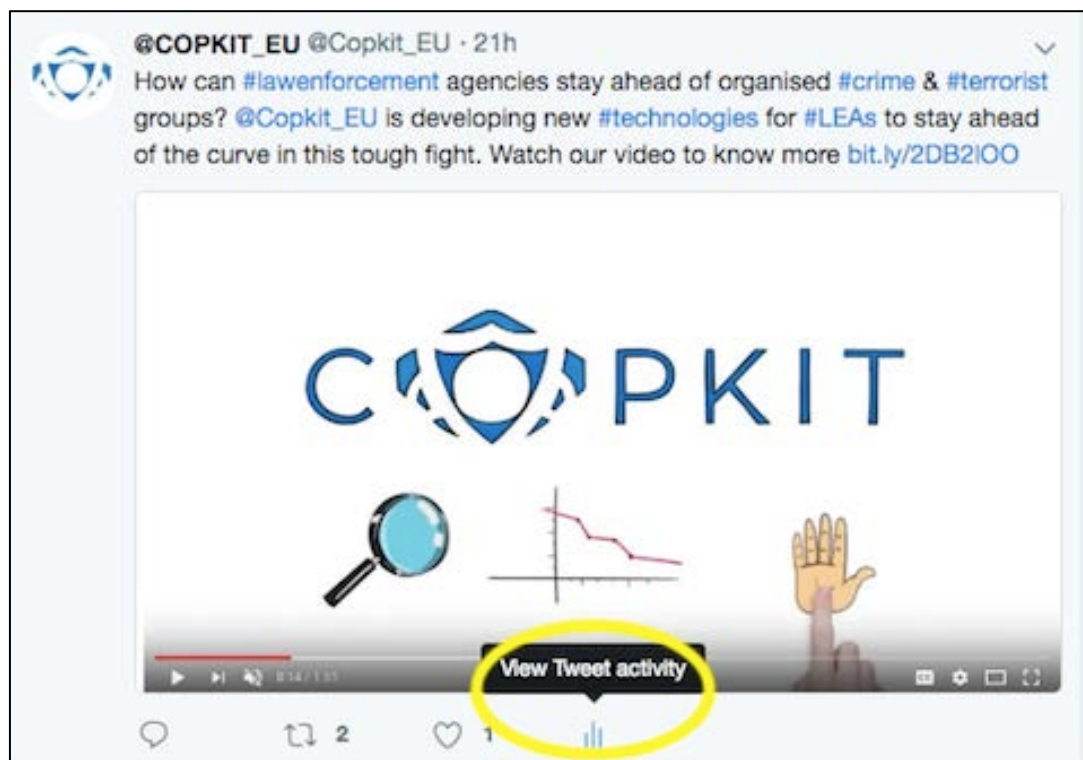 @COPKIT_EU @Copkit_EU · 21h
How can #lawenforcement agencies stay ahead of organised #crime & #terrorist
groups? @Copkit_EU is developing new #technologies for #LEAs to stay ahead
of the curve in this tough fight. Watch our video to know more bit.ly/2DB2lOO
COPKIT
View Tweet activity
2 1